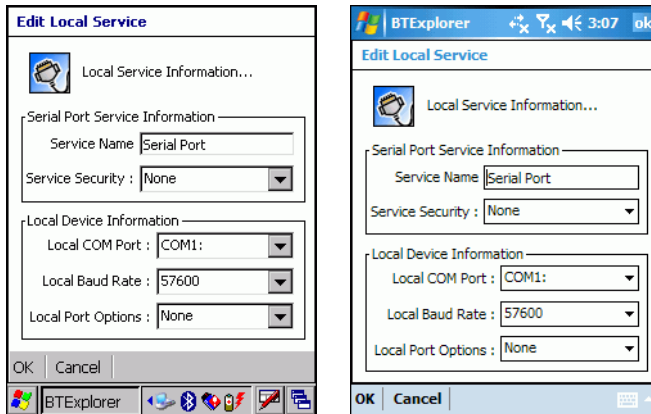 Edit Local Service
Local Service Information...
Serial Port Service Information
Service Name Serial Port
Service Security : None
Local Device Information
Local COM Port : COM1:
Local Baud Rate : 57600
Local Port Options : None
OK Cancel
BTExplorer
BTExplorer 3:07 ok
Edit Local Service
Local Service Information...
Serial Port Service Information
Service Name Serial Port
Service Security : None
Local Device Information
Local COM Port : COM1:
Local Baud Rate : 57600
Local Port Options : None
OK Cancel